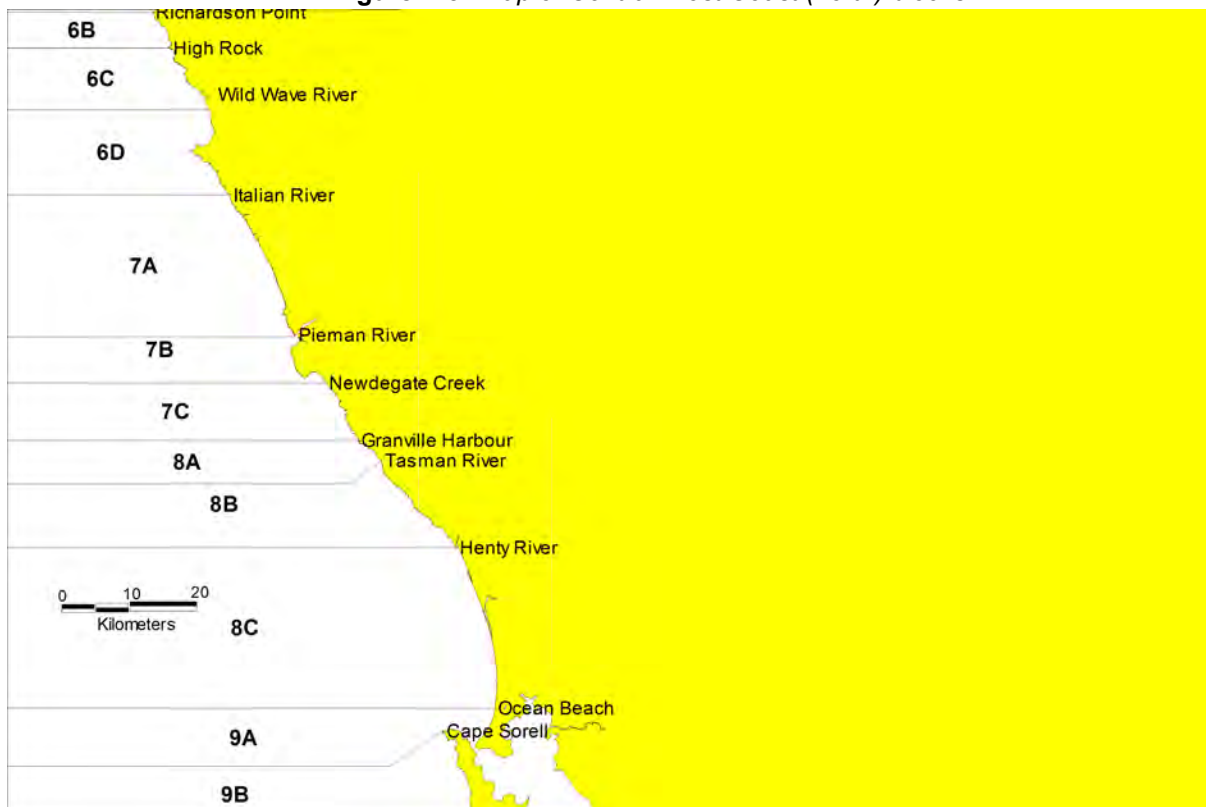 Richardson Point
6B
High Rock
6C
Wild Wave River
6D
Italian River
7A
Pieman River
7B
Newdegate Creek
7C
Granville Harbour
8A
Tasman River
8B
Henty River
0 10 20
Kilometers
8C
Ocean Beach
Cape Sorell
9A
9B